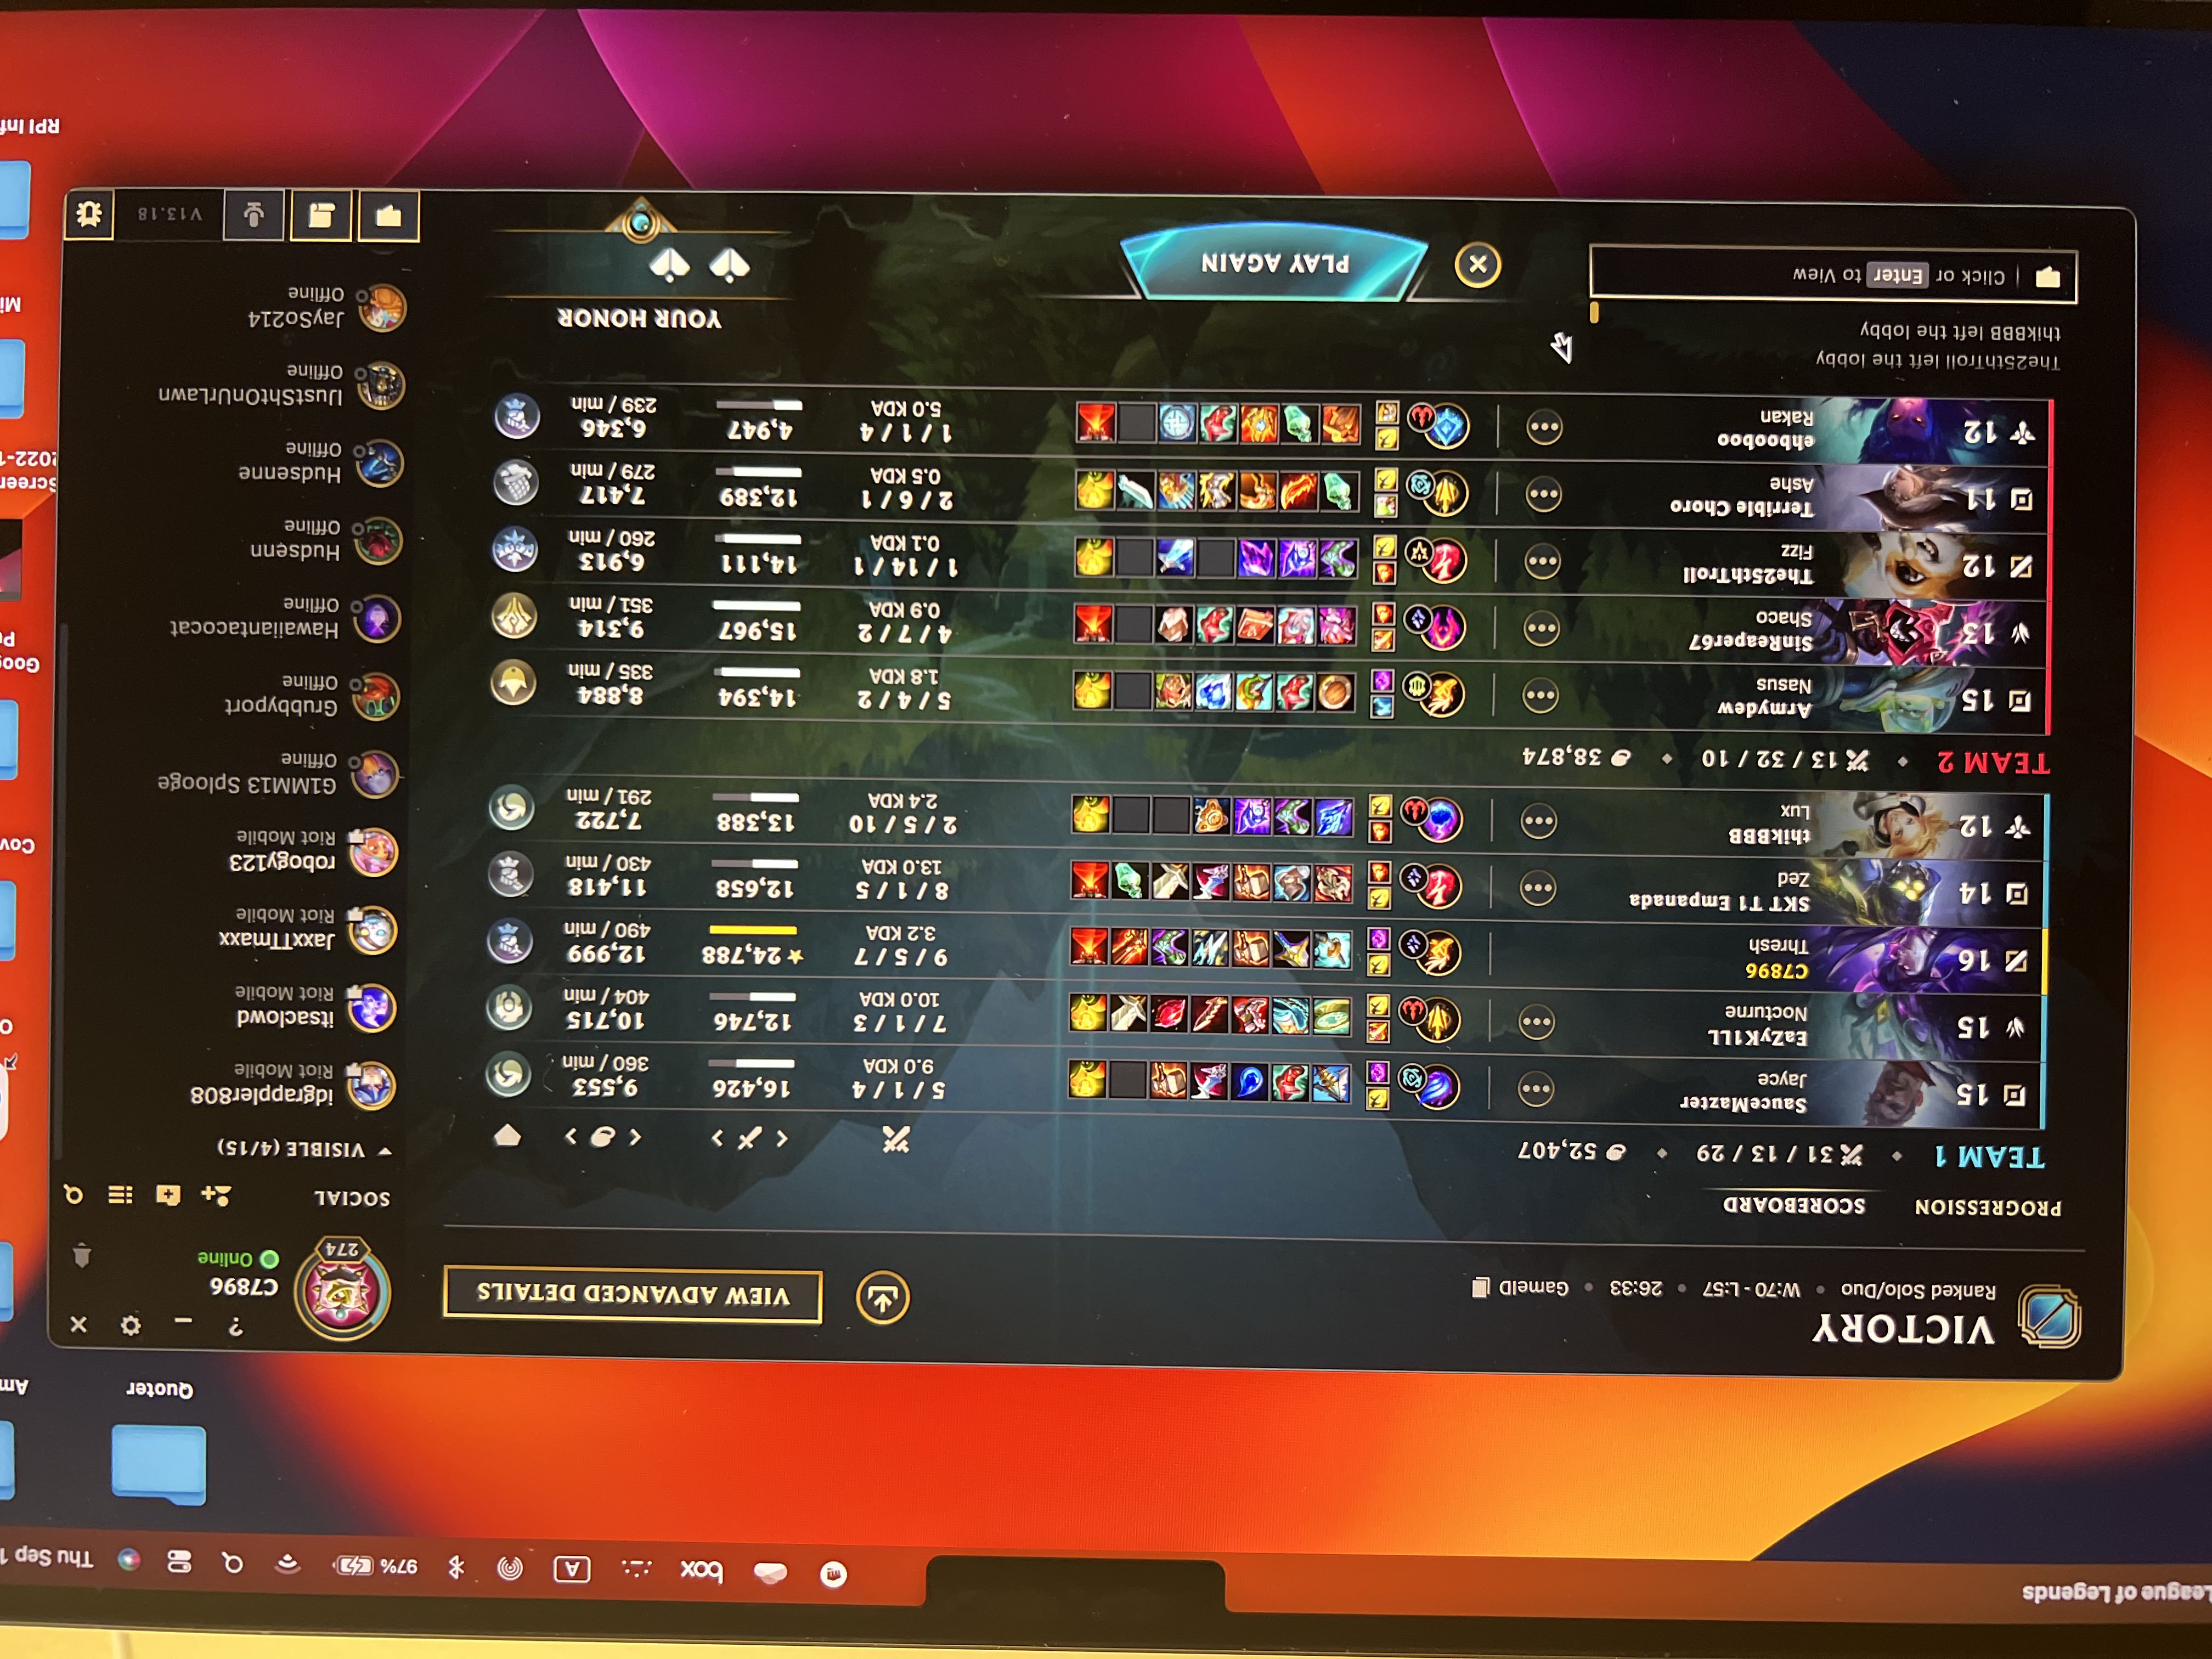 League of Legends
box
A
97%
Thu Sep 1
Quoter
Am
VICTORY
Ranked Solo/Duo • W:70 - L:57 • 26:33 • GameID
VIEW ADVANCED DETAILS
274
?
C7896
Online
PROGRESSION
SCOREBOARD
SOCIAL
TEAM 1 31 / 13 / 29 52,407
VISIBLE (4/15)
15 SauceMazter 5 / 1 / 4 16,426 9,553
Jayce 9.0 KDA 360 / min
15 EaZyK1LL 7 / 1 / 3 12,746 10,715
Nocturne 10.0 KDA 404 / min
16 C7896 9 / 5 / 7 24,788 12,999
Thresh 3.2 KDA 490 / min
14 SKT T1 Empanada 8 / 1 / 5 12,658 11,418
Zed 13.0 KDA 430 / min
12 thikBBB 2 / 5 / 10 13,388 7,722
Lux 2.4 KDA 291 / min
TEAM 2 13 / 32 / 10 38,874
15 Armydew 5 / 4 / 2 14,394 8,884
Nasus 1.8 KDA 335 / min
13 SinReaper67 4 / 7 / 2 15,967 9,314
Shaco 0.9 KDA 351 / min
12 The25thTroll 1 / 14 / 1 14,111 6,913
Fizz 0.1 KDA 260 / min
11 Terrible Choro 2 / 6 / 1 12,389 7,417
Ashe 0.5 KDA 279 / min
12 ehbooboo 1 / 1 / 4 4,947 6,346
Rakan 5.0 KDA 239 / min
The25thTroll left the lobby
thikBBB left the lobby
Click or Enter to View
PLAY AGAIN
YOUR HONOR
idgrappler808
Riot Mobile
itsaclowd
Riot Mobile
JaxxTTmaxx
Riot Mobile
robogy123
Riot Mobile
G1MM13 Splooge
Offline
Grubbyport
Offline
Hawaiiantacocat
Offline
Hudsenn
Offline
Hudsenne
Offline
IJustShtOnUrLawn
Offline
JaySo214
Offline
V13.18
O
Cov
Goo
Pu
Screen
2022-1
Mi
RPI Inf